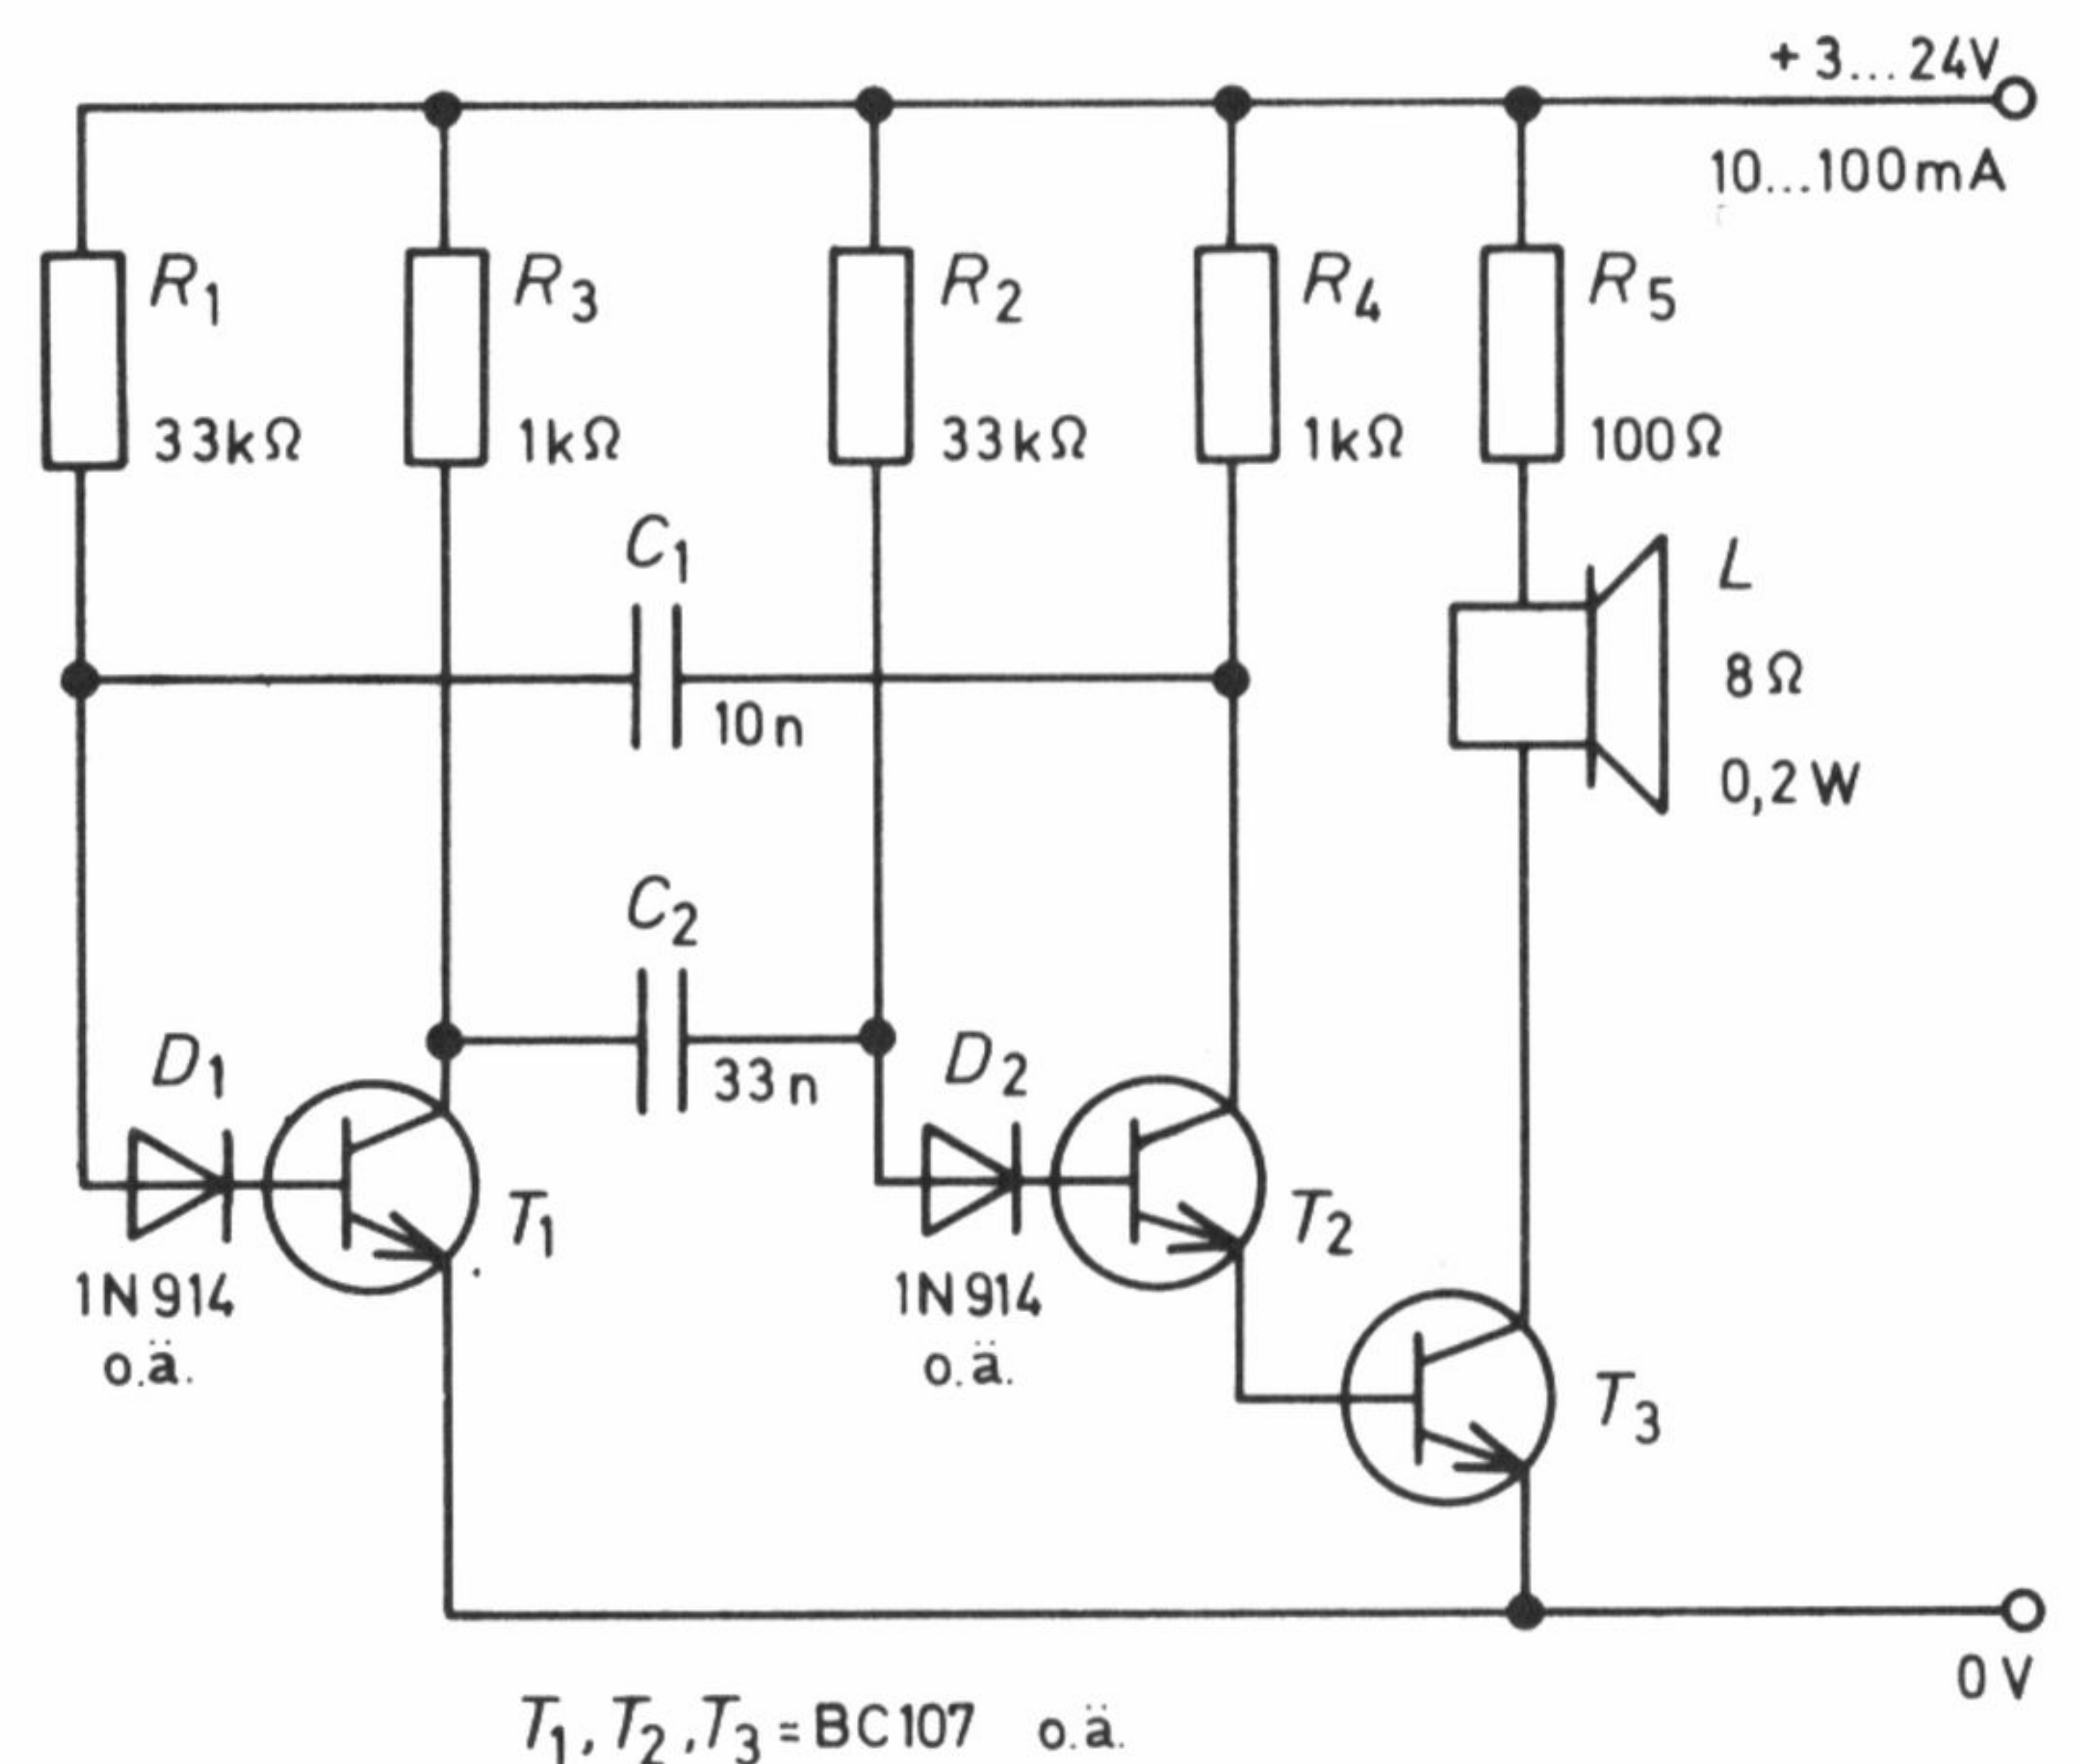 +3...24V
10...100mA
R1
33kΩ
R3
1kΩ
R2
33kΩ
R4
1kΩ
R5
100Ω
C1
10n
L
8Ω
0,2W
C2
33n
D1
1N914
o.ä.
T1
D2
1N914
o.ä.
T2
T3
0V
T1,T2,T3=BC107 o.ä.